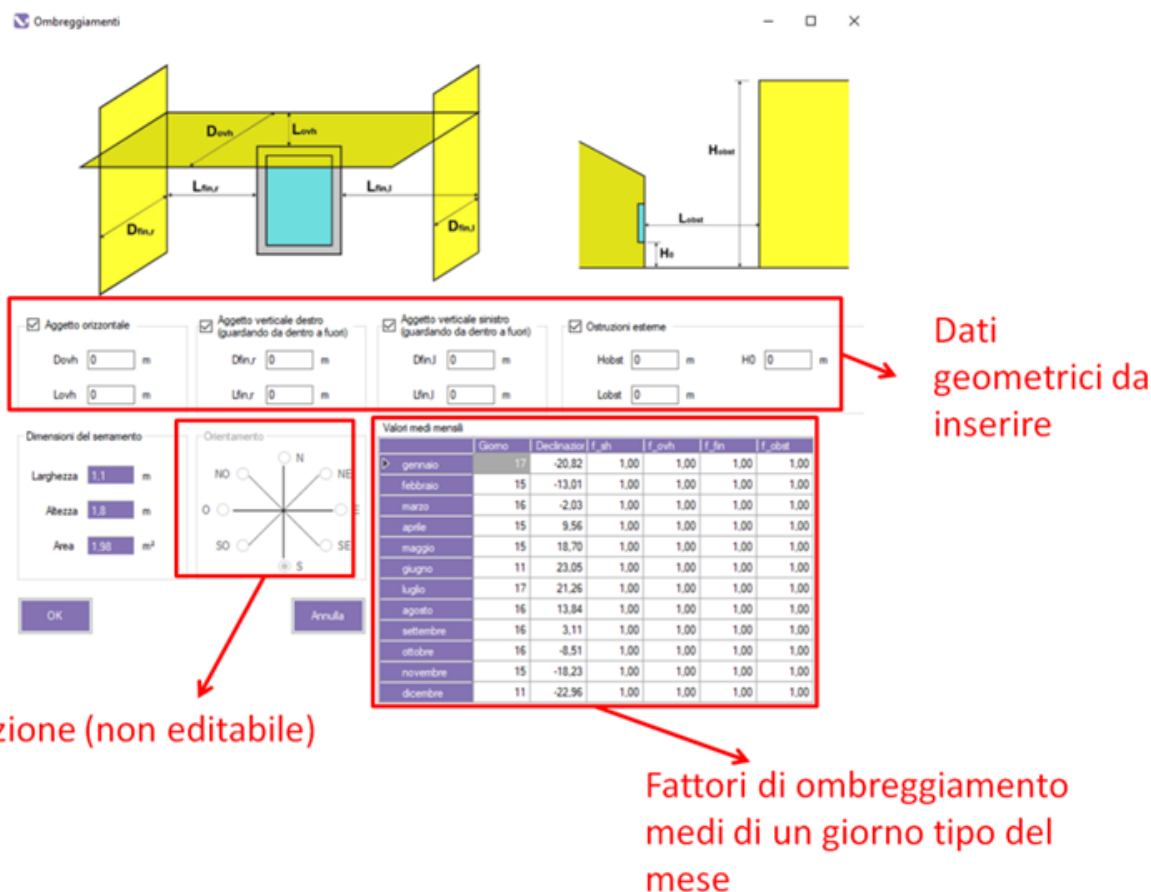 Ombreggiamenti
Dovh
Lovh
Lfin,r
Lfin,l
Dfin,r
Dfin,l
Hobst
Lobst
H0
Aggetto orizzontale
Dovh 0 m
Lovh 0 m
Aggetto verticale destro
(guardando da dentro a fuori)
Dfin,r 0 m
Lfin,r 0 m
Aggetto verticale sinistro
(guardando da dentro a fuori)
Dfin,l 0 m
Lfin,l 0 m
Ostruzioni esterne
Hobst 0 m H0 0 m
Lobst 0 m
Dati
geometrici da
inserire
Dimensioni del serramento
Larghezza 1,1 m
Altezza 1,8 m
Area 1,98 m²
Orientamento
N
NO NE
O E
SO SE
S
OK
Annulla
Valori medi mensili
Giorno Declinazior f_sh f_ovh f_fin f_obst
gennaio 17 -20,82 1,00 1,00 1,00 1,00
febbraio 15 -13,01 1,00 1,00 1,00 1,00
marzo 16 -2,03 1,00 1,00 1,00 1,00
aprile 15 9,56 1,00 1,00 1,00 1,00
maggio 15 18,70 1,00 1,00 1,00 1,00
giugno 11 23,05 1,00 1,00 1,00 1,00
luglio 17 21,26 1,00 1,00 1,00 1,00
agosto 16 13,84 1,00 1,00 1,00 1,00
settembre 16 3,11 1,00 1,00 1,00 1,00
ottobre 16 -8,51 1,00 1,00 1,00 1,00
novembre 15 -18,23 1,00 1,00 1,00 1,00
dicembre 11 -22,96 1,00 1,00 1,00 1,00
zione (non editabile)
Fattori di ombreggiamento
medi di un giorno tipo del
mese